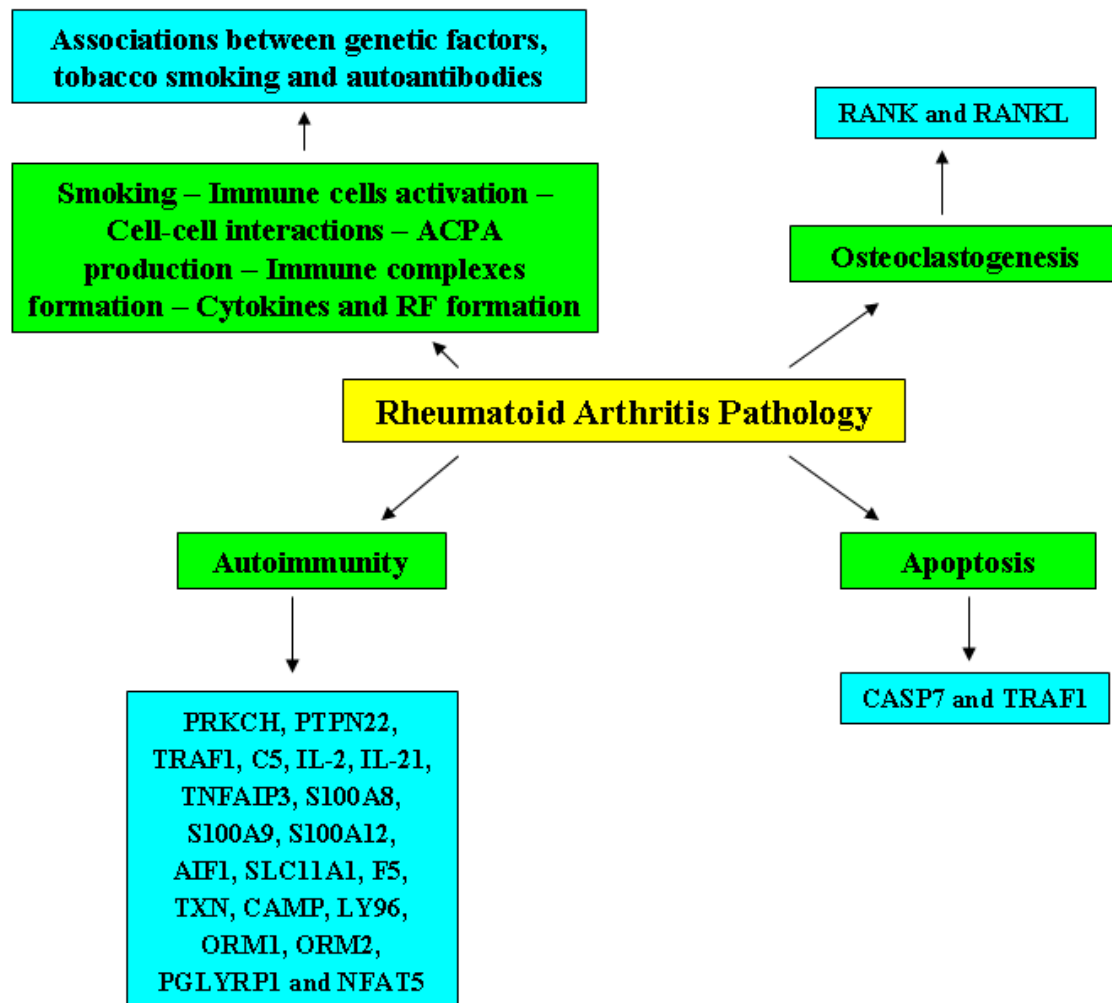 Associations between genetic factors,
tobacco smoking and autoantibodies
RANK and RANKL
Smoking – Immune cells activation –
Cell-cell interactions – ACPA
production – Immune complexes
formation – Cytokines and RF formation
Osteoclastogenesis
Rheumatoid Arthritis Pathology
Autoimmunity
Apoptosis
CASP7 and TRAF1
PRKCH, PTPN22,
TRAF1, C5, IL-2, IL-21,
TNFAIP3, S100A8,
S100A9, S100A12,
AIF1, SLC11A1, F5,
TXN, CAMP, LY96,
ORM1, ORM2,
PGLYRP1 and NFAT5